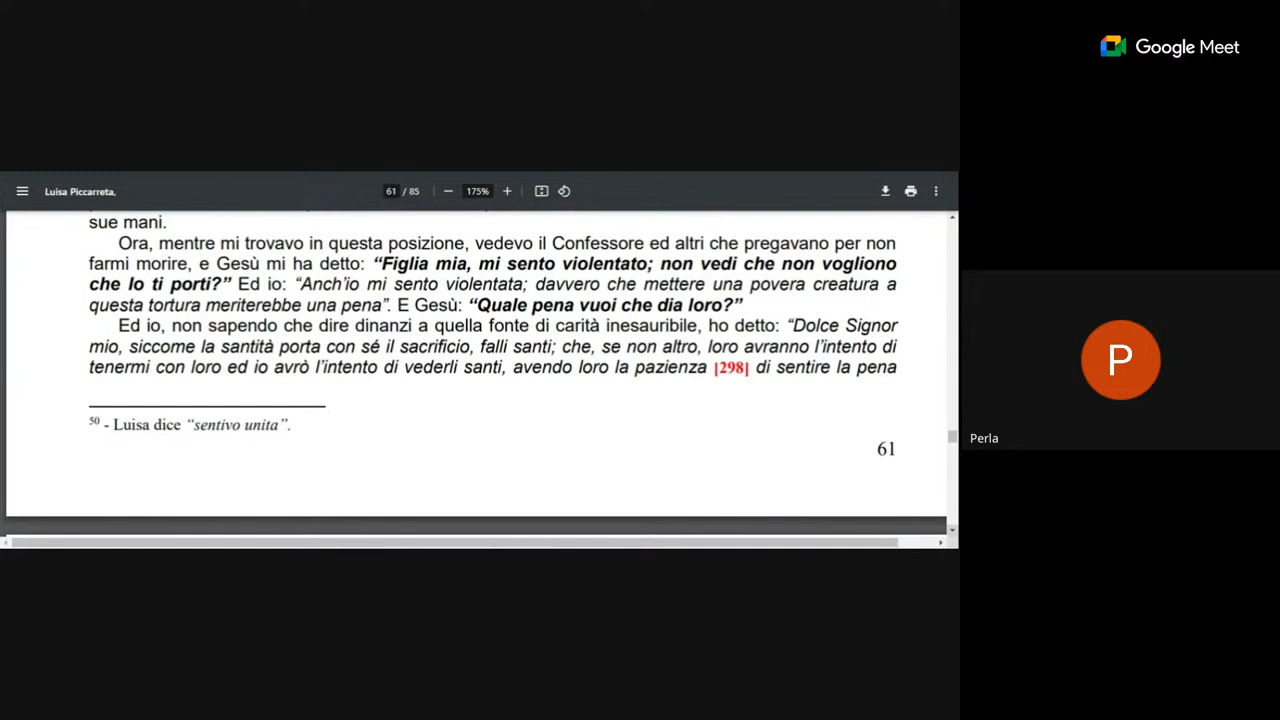 Google Meet
Luisa Piccarreta,
61 / 85
175%
sue mani.
Ora, mentre mi trovavo in questa posizione, vedevo il Confessore ed altri che pregavano per non
farmi morire, e Gesù mi ha detto: “Figlia mia, mi sento violentato; non vedi che non vogliono
che Io ti porti?” Ed io: “Anch’io mi sento violentata; davvero che mettere una povera creatura a
questa tortura meriterebbe una pena”. E Gesù: “Quale pena vuoi che dia loro?”
Ed io, non sapendo che dire dinanzi a quella fonte di carità inesauribile, ho detto: “Dolce Signor
mio, siccome la santità porta con sé il sacrificio, falli santi; che, se non altro, loro avranno l’intento di
tenermi con loro ed io avrò l’intento di vederli santi, avendo loro la pazienza [298] di sentire la pena
50 - Luisa dice “sentivo unita”.
61
P
Perla